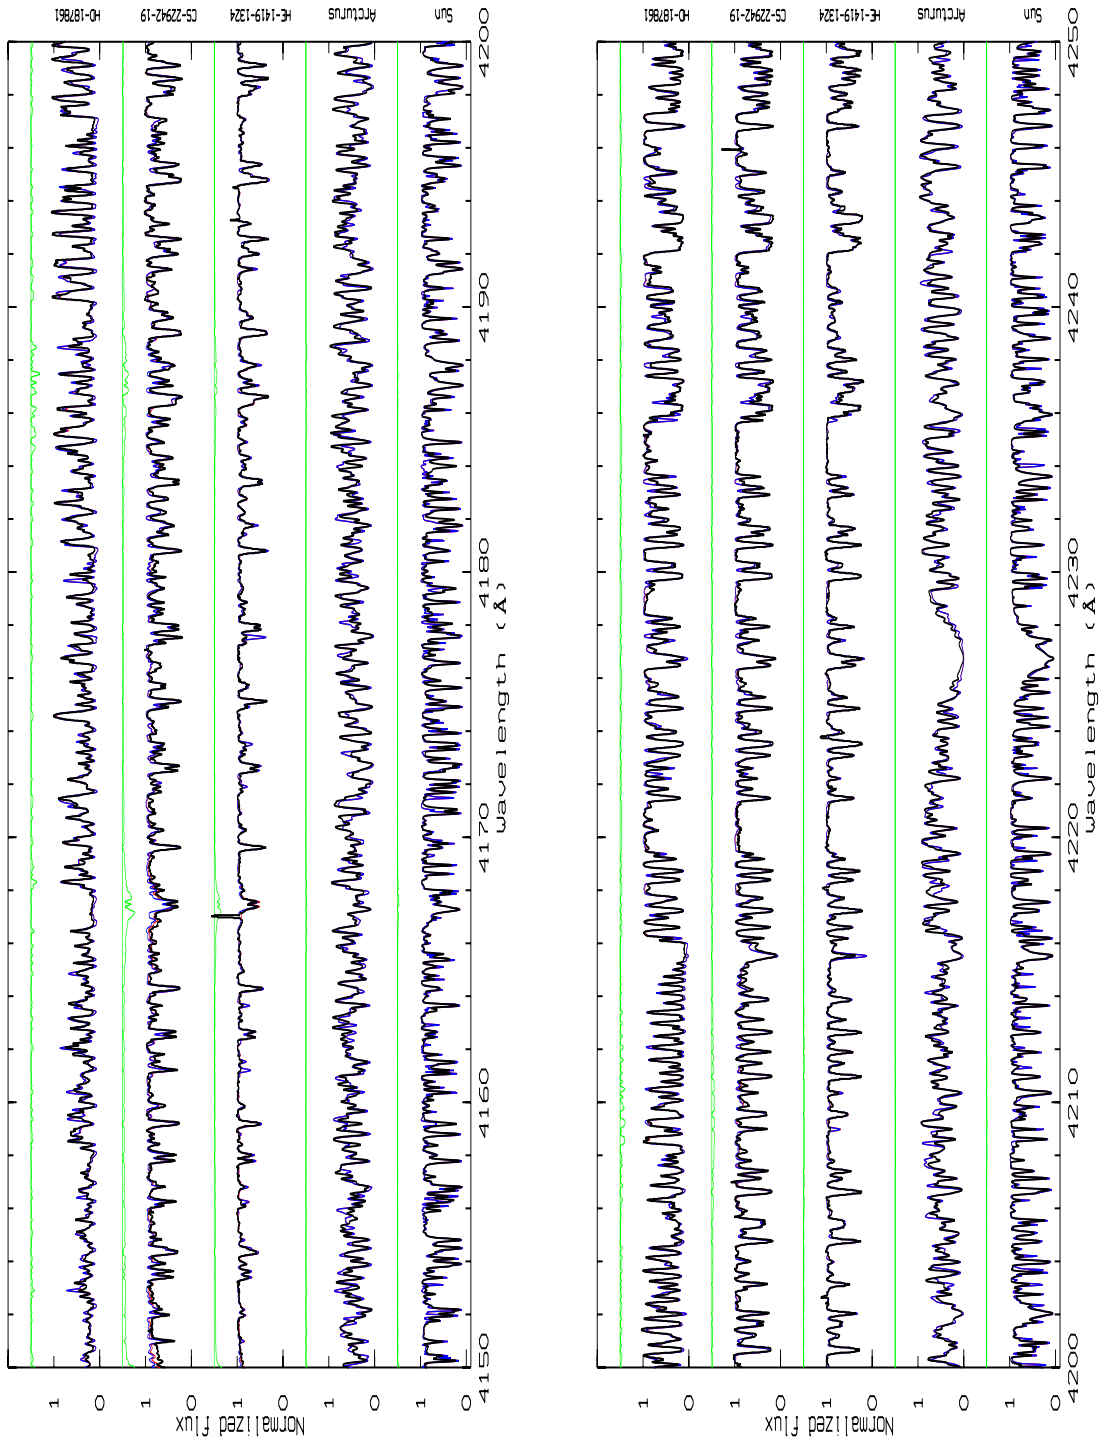 HD-187861
CS-22942-19
HE-1419-1324
Arcturus
Sun
1 0 1 0 1 0 1 0 1 0
Normalized flux
4150 4160 4170 4180 4190 4200
Wavelength (Å)
HD-187861
CS-22942-19
HE-1419-1324
Arcturus
Sun
1 0 1 0 1 0 1 0 1 0
Normalized flux
4200 4210 4220 4230 4240 4250
Wavelength (Å)